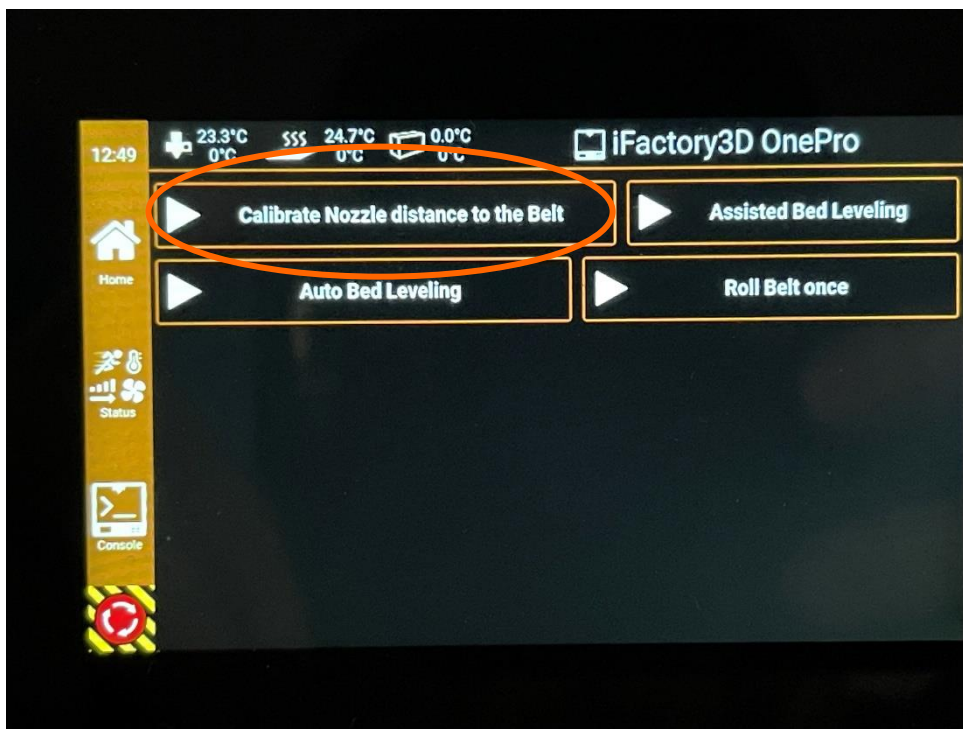 12:49
23.3°C
0°C
24.7°C
0°C
0.0°C
0°C
iFactory3D OnePro
Calibrate Nozzle distance to the Belt
Assisted Bed Leveling
Auto Bed Leveling
Roll Belt once
Home
Status
>_
Console